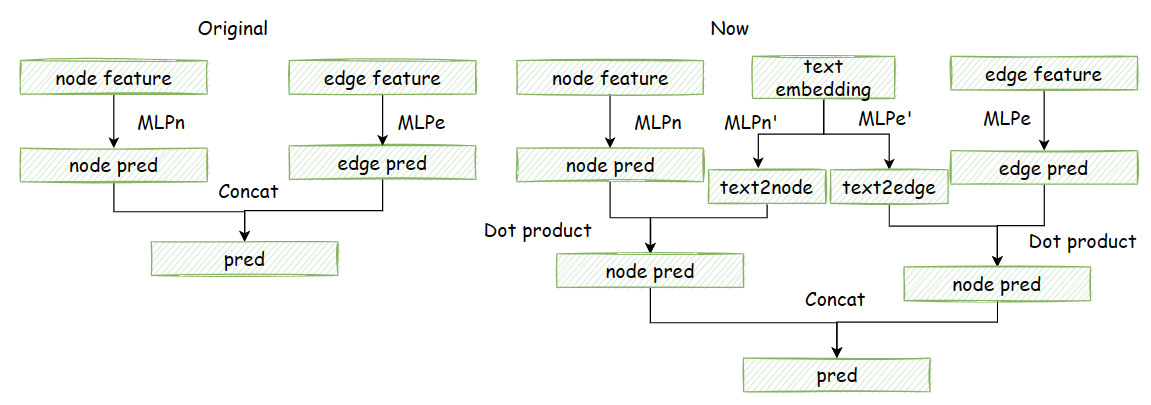 Original
node feature
edge feature
MLPn
MLPe
node pred
edge pred
Concat
pred
Now
node feature
text
embedding
edge feature
MLPn
MLPn'
MLPe'
MLPe
node pred
text2node
text2edge
edge pred
Dot product
Dot product
node pred
node pred
Concat
pred